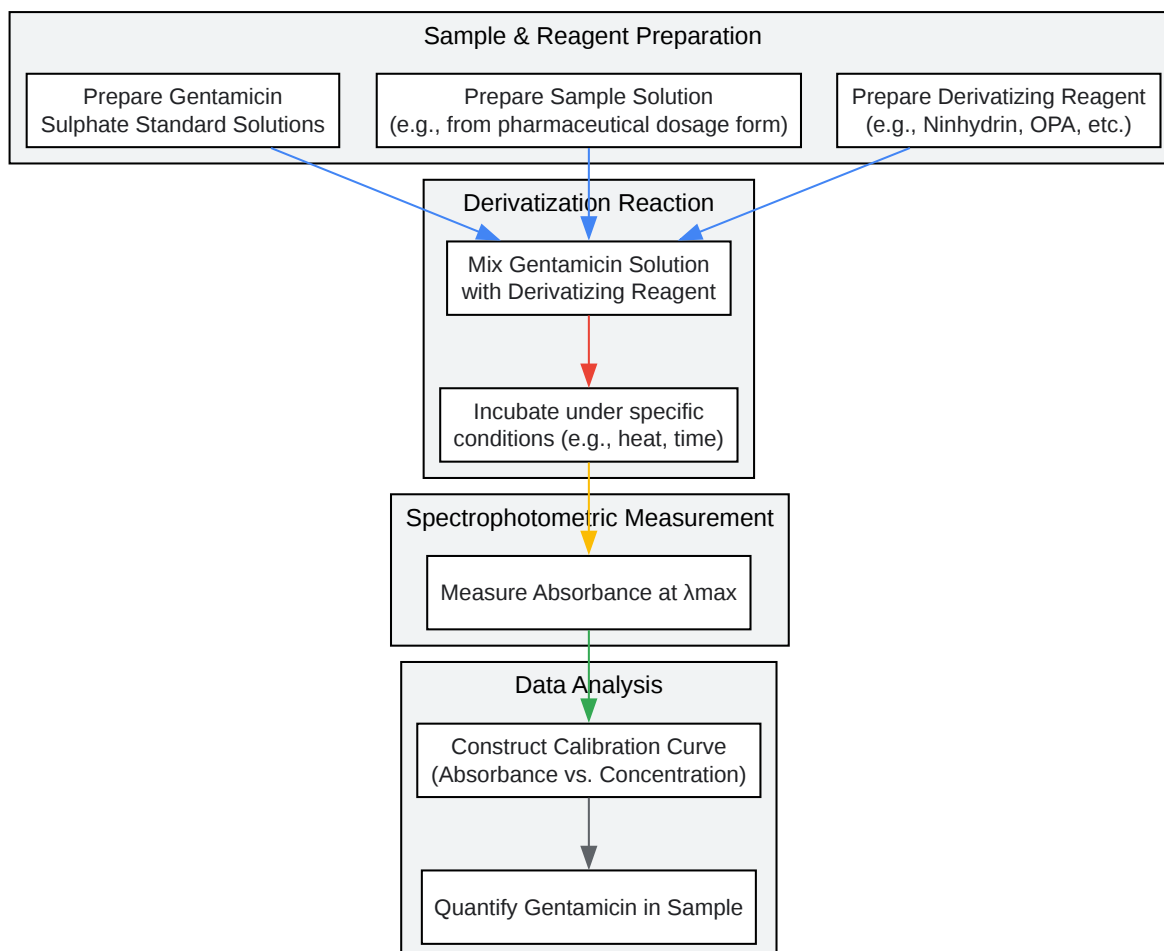 Sample & Reagent Preparation
Prepare Gentamicin
Sulphate Standard Solutions
Prepare Sample Solution
(e.g., from pharmaceutical dosage form)
Prepare Derivatizing Reagent
(e.g., Ninhydrin, OPA, etc.)
Derivatization Reaction
Mix Gentamicin Solution
with Derivatizing Reagent
Incubate under specific
conditions (e.g., heat, time)
Spectrophotometric Measurement
Measure Absorbance at λmax
Data Analysis
Construct Calibration Curve
(Absorbance vs. Concentration)
Quantify Gentamicin in Sample